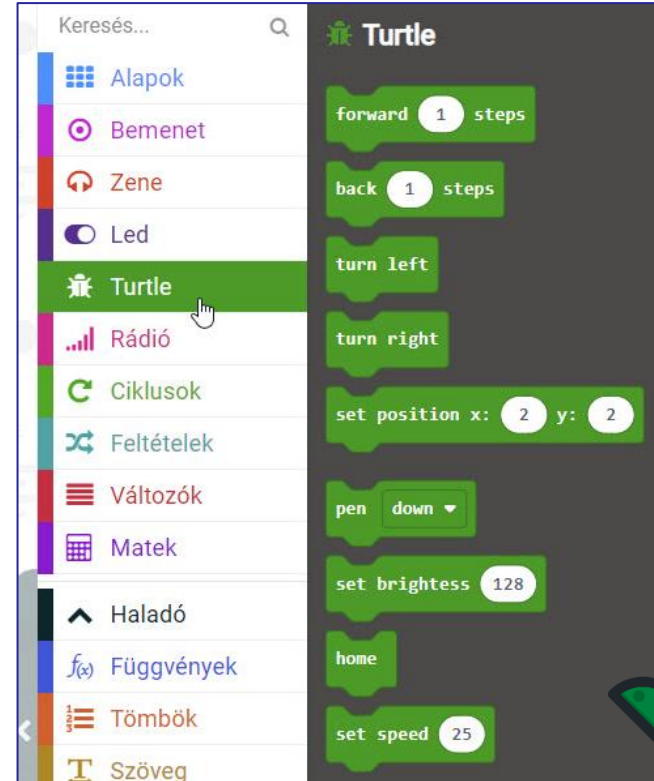 Keresés...
Alapok
Bemenet
Zene
Led
Turtle
Rádió
Ciklusok
Feltételek
Változók
Matek
Haladó
f(x) Függvények
Tömbök
Szöveg
Turtle
forward 1 steps
back 1 steps
turn left
turn right
set position x: 2 y: 2
pen down
set brightess 128
home
set speed 25